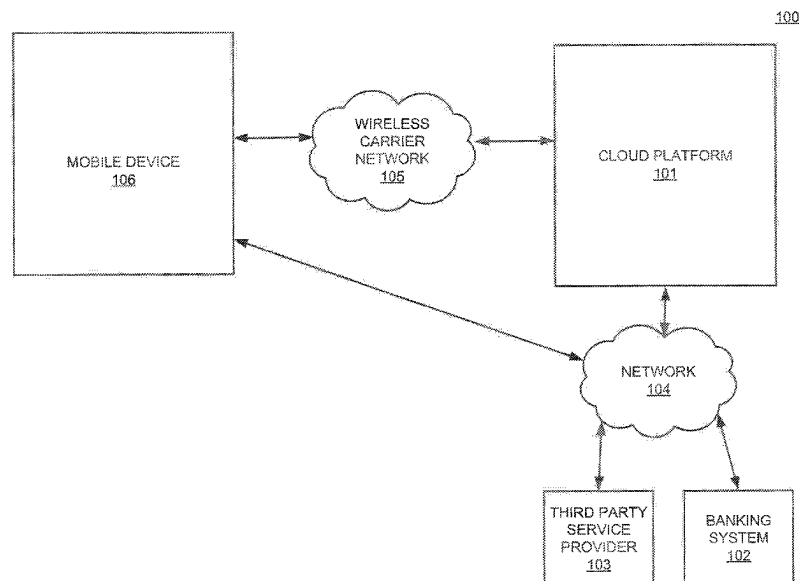 100
MOBILE DEVICE
106
WIRELESS
CARRIER
NETWORK
105
CLOUD PLATFORM
101
NETWORK
104
THIRD PARTY
SERVICE
PROVIDER
103
BANKING
SYSTEM
102